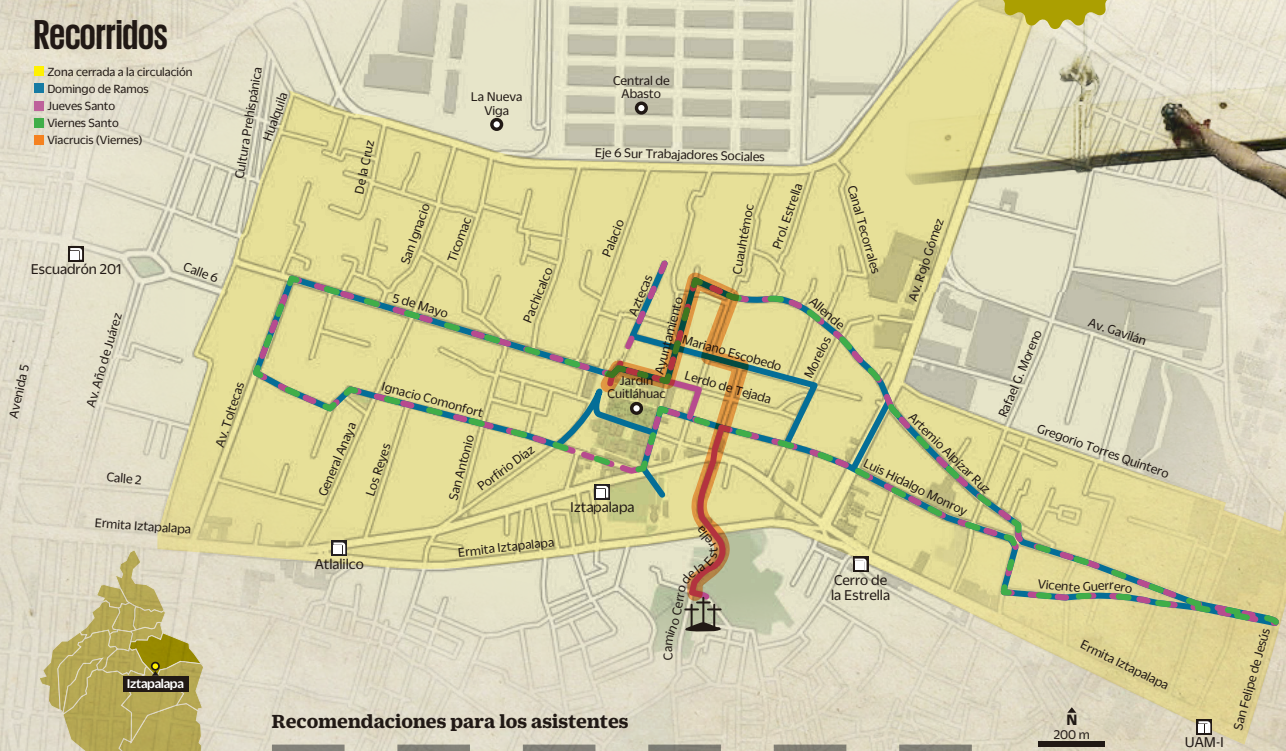 Recorridos
Zona cerrada a la circulación
Domingo de Ramos
Jueves Santo
Viernes Santo
Viacrucis (Viernes)
Cultura Prehispánica
Hualquila
La Nueva
Viga
Central de
Abasto
Eje 6 Sur Trabajadores Sociales
De la Cruz
San Ignacio
Ticomac
Pachicalco
Palacio
Aztecas
Ayuntamiento
Cuauhtémoc
Prol. Estrella
Canal Tecorrales
Av. Rojo Gómez
Escuadrón 201
Calle 6
5 de Mayo
Allende
Mariano Escobedo
Morelos
Lerdo de Tejada
Jardín
Cuitláhuac
Rafael G. Moreno
Av. Gavilán
Avenida 5
Av. Año de Juárez
Av. Toltecas
Ignacio Comonfort
General Anaya
Los Reyes
San Antonio
Porfirio Diaz
Artemio Alpízar Ruz
Gregorio Torres Quintero
Luis Hidalgo Monroy
Calle 2
Iztapalapa
Ermita Iztapalapa
Ermita Iztapalapa
Atlalilco
Camino Cerro de la Estrella
Cerro de
la Estrella
Vicente Guerrero
Ermita Iztapalapa
San Felipe de Jesús
Iztapalapa
Recomendaciones para los asistentes
N
200 m
UAM-I